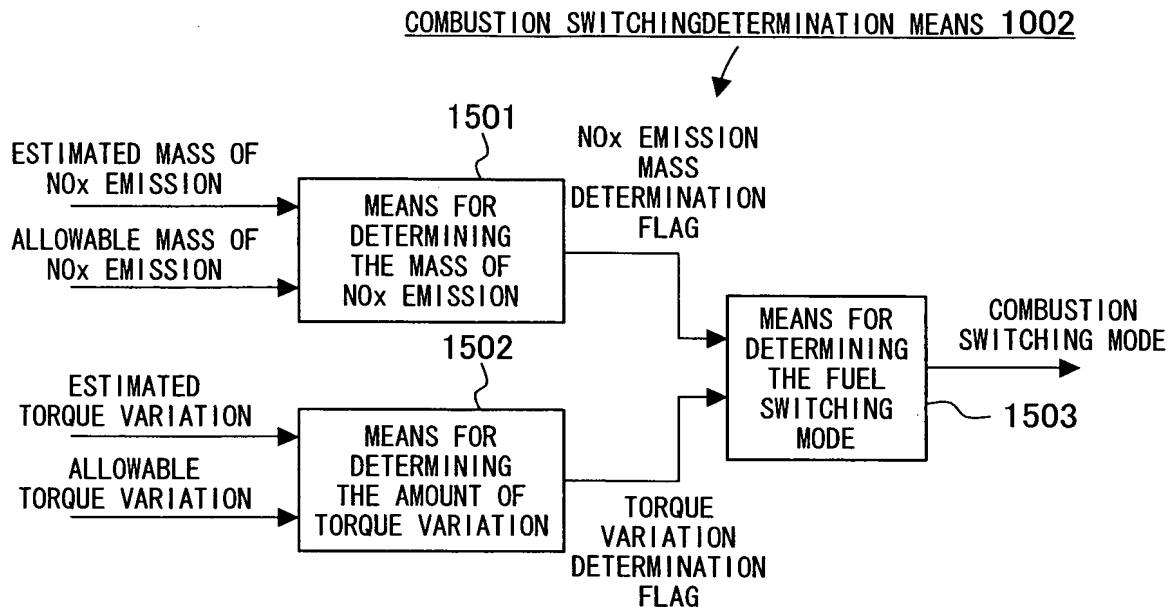 COMBUSTION SWITCHINGDETERMINATION MEANS 1002
1501
ESTIMATED MASS OF
NOx EMISSION
ALLOWABLE MASS OF
NOx EMISSION
MEANS FOR
DETERMINING
THE MASS OF
NOx EMISSION
NOx EMISSION
MASS
DETERMINATION
FLAG
1502
ESTIMATED
TORQUE VARIATION
ALLOWABLE
TORQUE VARIATION
MEANS FOR
DETERMINING
THE AMOUNT OF
TORQUE VARIATION
TORQUE
VARIATION
DETERMINATION
FLAG
MEANS FOR
DETERMINING
THE FUEL
SWITCHING
MODE
COMBUSTION
SWITCHING MODE
1503